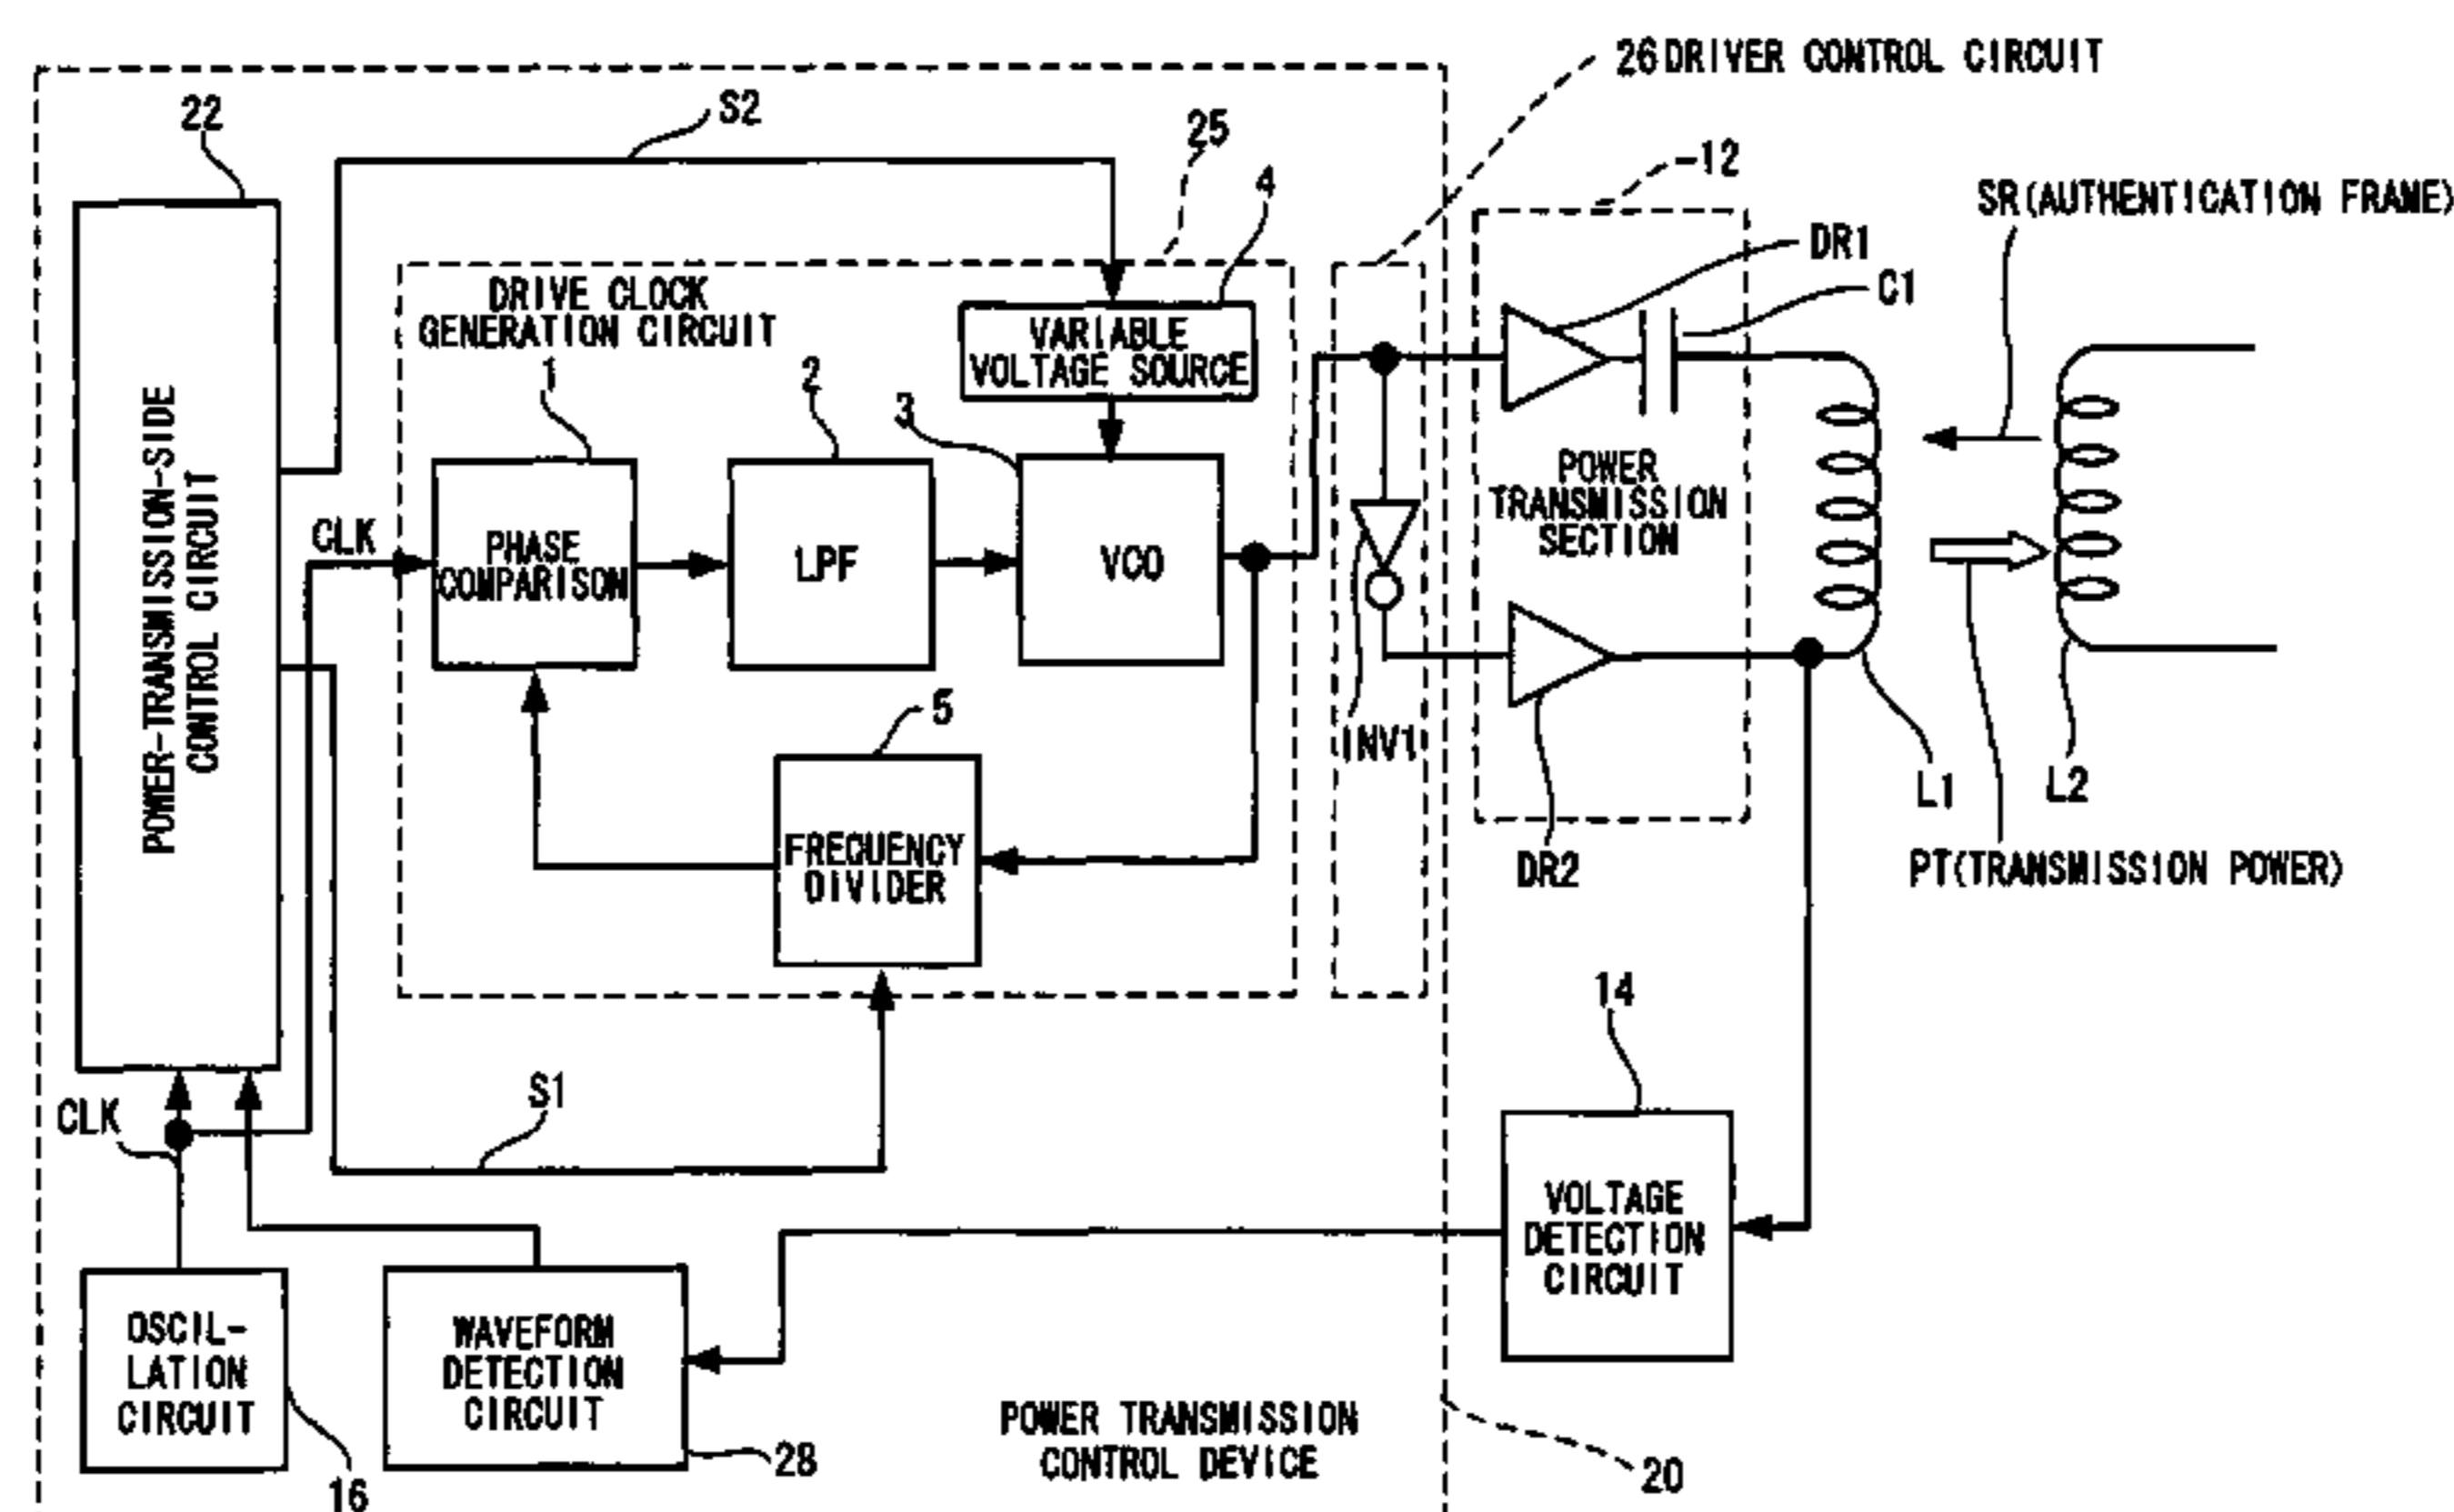 26 DRIVER CONTROL CIRCUIT
22
S2
25
4
-12
SR(AUTHENTICATION FRAME)
DR1
C1
DRIVE CLOCK
GENERATION CIRCUIT
VARIABLE
VOLTAGE SOURCE
1
2
3
POWER-TRANSMISSION-SIDE
CONTROL CIRCUIT
CLK
PHASE
COMPARISON
LPF
VCO
POWER
TRANSMISSION
SECTION
5
INV1
FREQUENCY
DIVIDER
DR2
L1
L2
PT(TRANSMISSION POWER)
14
S1
CLK
VOLTAGE
DETECTION
CIRCUIT
OSCIL-
LATION
CIRCUIT
WAVEFORM
DETECTION
CIRCUIT
POWER TRANSMISSION
CONTROL DEVICE
16
28
20